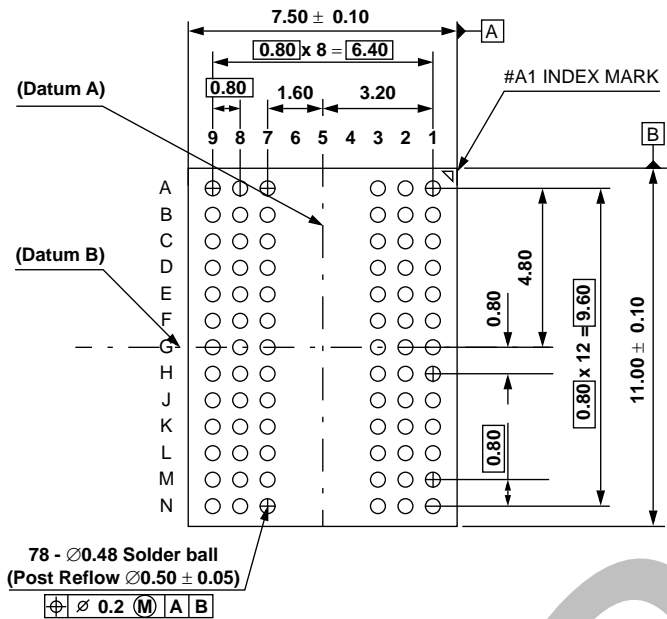 7.50 ± 0.10
A
0.80 x 8 = 6.40
#A1 INDEX MARK
(Datum A)
0.80
1.60
3.20
9 8 7 6 5 4 3 2 1
B
A
B
C
(Datum B)
D
4.80
E
0.80
F
G
H
0.80 x 12 = 9.60
11.00 ± 0.10
J
K
L
0.80
M
N
78 - ∅0.48 Solder ball
(Post Reflow ∅0.50 ± 0.05)
⌖ ⌀ 0.2 Ⓜ A B